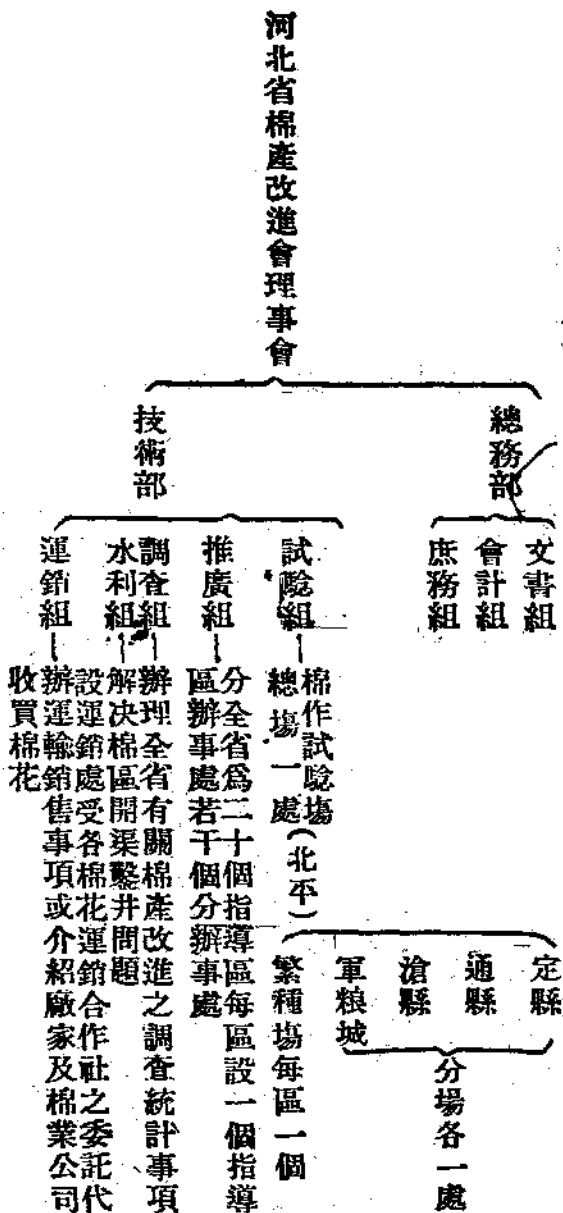 河北省棉產改進會理事會
總務部
文書組
會計組
庶務組
技術部
試驗組
棉作試驗塲
總塲一處(北平)
定縣
通縣
滄縣
軍粮城
分塲各一處
繁種塲每區一個
推廣組
分全省爲二十個指導區每區設一個指導
區辦事處若干個分辦事處
調查組
辦理全省有關棉產改進之調查統計事項
水利組
解决棉區開渠鑿井問題
運銷組
設運銷處受各棉花運銷合作社之委託代
辦運輸銷售事項或介紹廠家及棉業公司
收買棉花